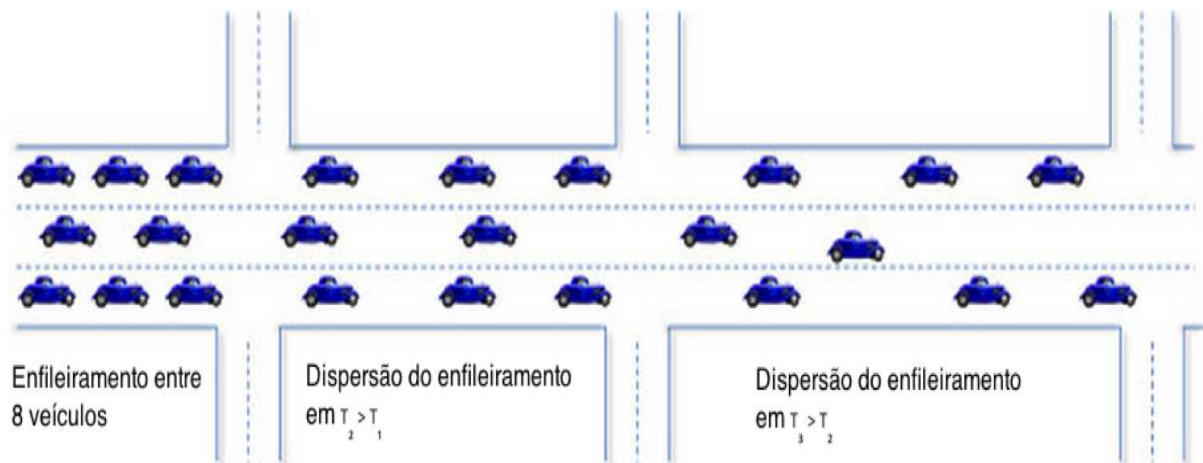 Enfileiramento entre
8 veículos
Dispersão do enfileiramento
em T₂ > T₁
Dispersão do enfileiramento
em T₃ > T₂